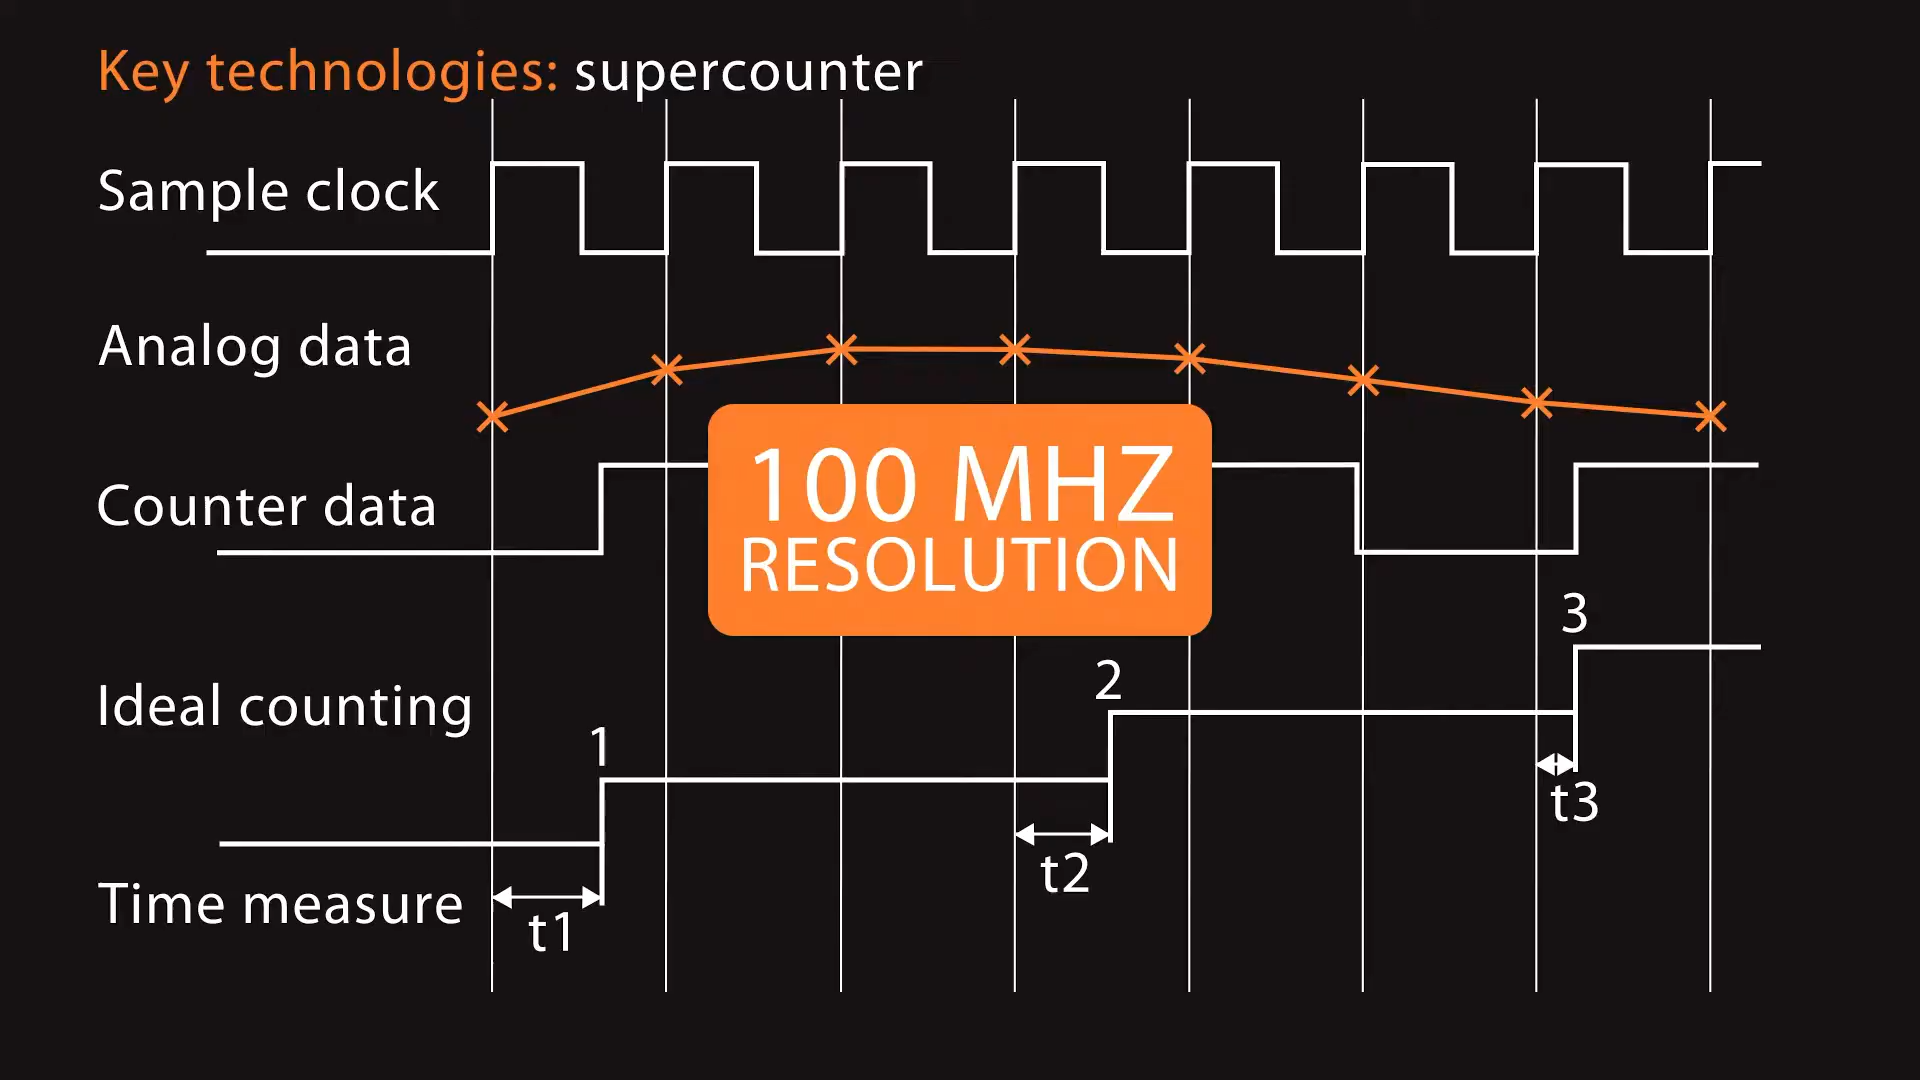 Key technologies: supercounter
Sample clock
Analog data
100 MHZ
RESOLUTION
Counter data
3
2
Ideal counting
1
t3
t2
Time measure
t1